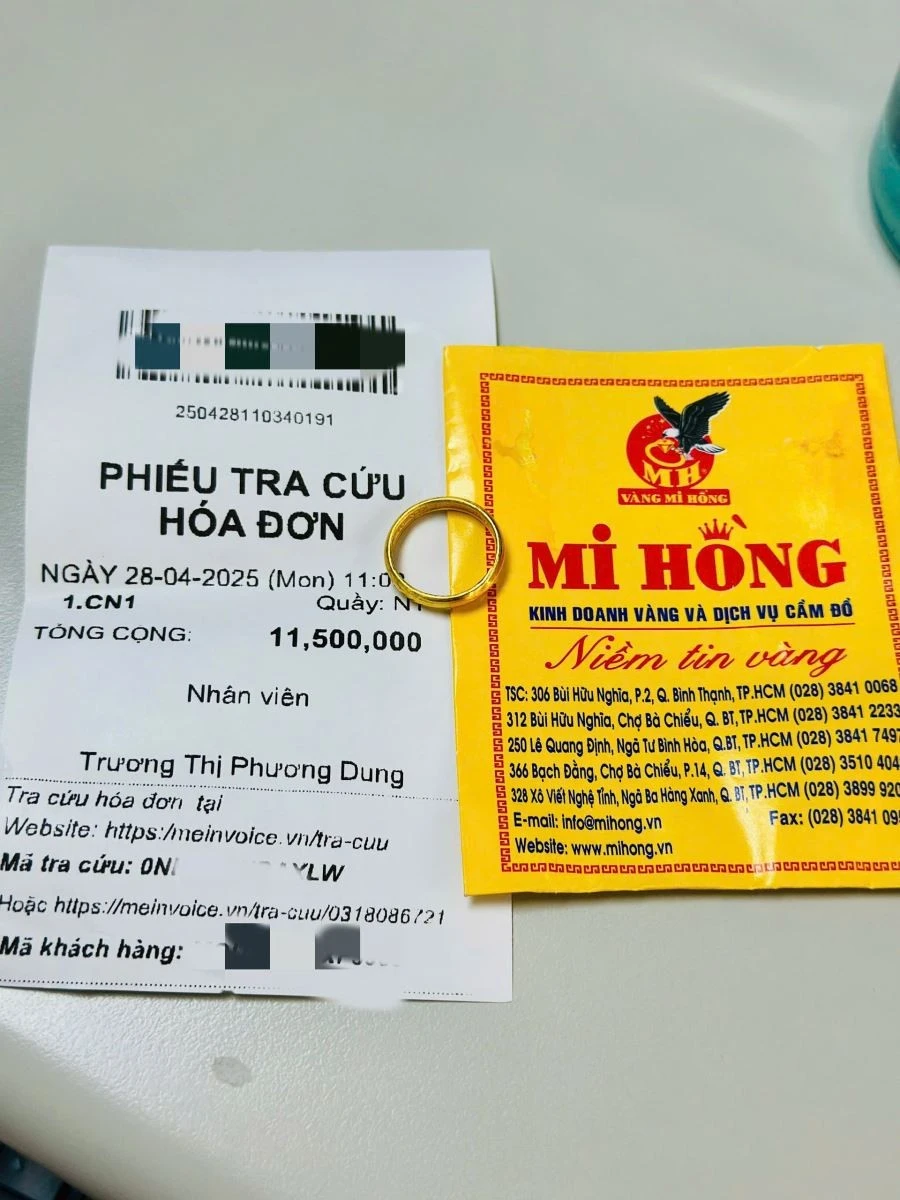 250428110340191
PHIẾU TRA CỨU
HÓA ĐƠN
NGÀY 28-04-2025 (Mon) 11:0
1.CN1 Quầy: N1
TỔNG CỘNG: 11,500,000
Nhân viên
Trương Thị Phương Dung
Tra cứu hóa đơn tại
Website: https:/meinvoice.vn/tra-cuu
Mã tra cứu: 0N YLW
Hoặc https://meinvoice.vn/tra-cuu/0318086721
Mã khách hàng:
MH
VÀNG MI HỒNG
MI HỒNG
KINH DOANH VÀNG VÀ DỊCH VỤ CẦM ĐỒ
Niềm tin vàng
TSC: 306 Bùi Hữu Nghĩa, P.2, Q. Bình Thạnh, TP.HCM (028) 3841 0068
312 Bùi Hữu Nghĩa, Chợ Bà Chiểu, Q. BT, TP.HCM (028) 3841 2233
250 Lê Quang Định, Ngã Tư Bình Hòa, Q.BT, TP.HCM (028) 3841 7497
366 Bạch Đằng, Chợ Bà Chiểu, P.14, Q. BT, TP.HCM (028) 3510 404
328 Xô Viết Nghệ Tĩnh, Ngã Ba Hàng Xanh, Q. BT, TP.HCM (028) 3899 920
E-mail: info@mihong.vn Fax: (028) 3841 095
Website: www.mihong.vn